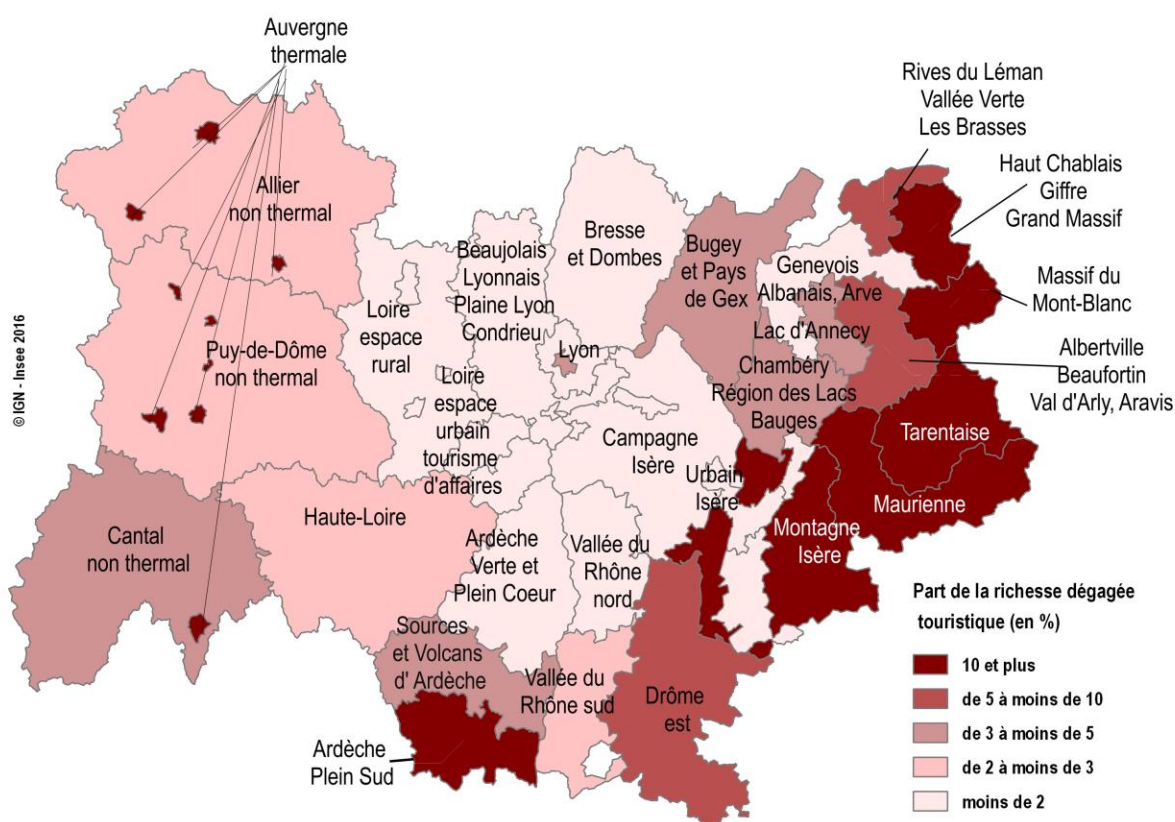 Auvergne
thermale
Rives du Léman
Vallée Verte
Les Brasses
Haut Chablais
Giffre
Grand Massif
Massif du
Mont-Blanc
Albertville
Beaufortin
Val d'Arly, Aravis
Allier
non thermal
Bresse
et Dombes
Bugey
et Pays
de Gex
Genevois
Albanais, Arve
Lac d'Annecy
Beaujolais
Lyonnais
Plaine Lyon
Condrieu
Loire
espace
rural
Lyon
Puy-de-Dôme
non thermal
Chambéry
Région des Lacs
Bauges
Loire
espace
urbain
tourisme
d'affaires
Campagne
Isère
Urbain
Isère
Tarentaise
Maurienne
Montagne
Isère
Cantal
non thermal
Haute-Loire
Ardèche
Verte et
Plein Coeur
Vallée du
Rhône
nord
Sources
et Volcans
d' Ardèche
Vallée du
Rhône sud
Drôme
est
Ardèche
Plein Sud
Part de la richesse dégagée
touristique (en %)
10 et plus
de 5 à moins de 10
de 3 à moins de 5
de 2 à moins de 3
moins de 2
©IGN - Insee 2016